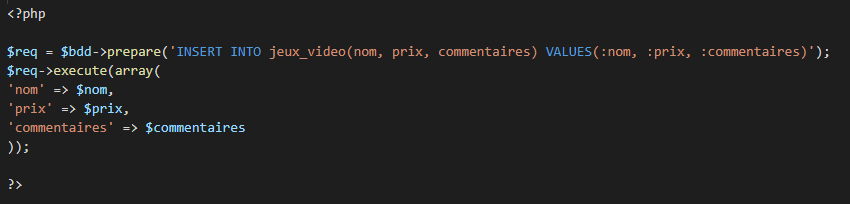 <?php
$req = $bdd->prepare('INSERT INTO jeux_video(nom, prix, commentaires) VALUES(:nom, :prix, :commentaires)');
$req->execute(array(
'nom' => $nom,
'prix' => $prix,
'commentaires' => $commentaires
));
?>